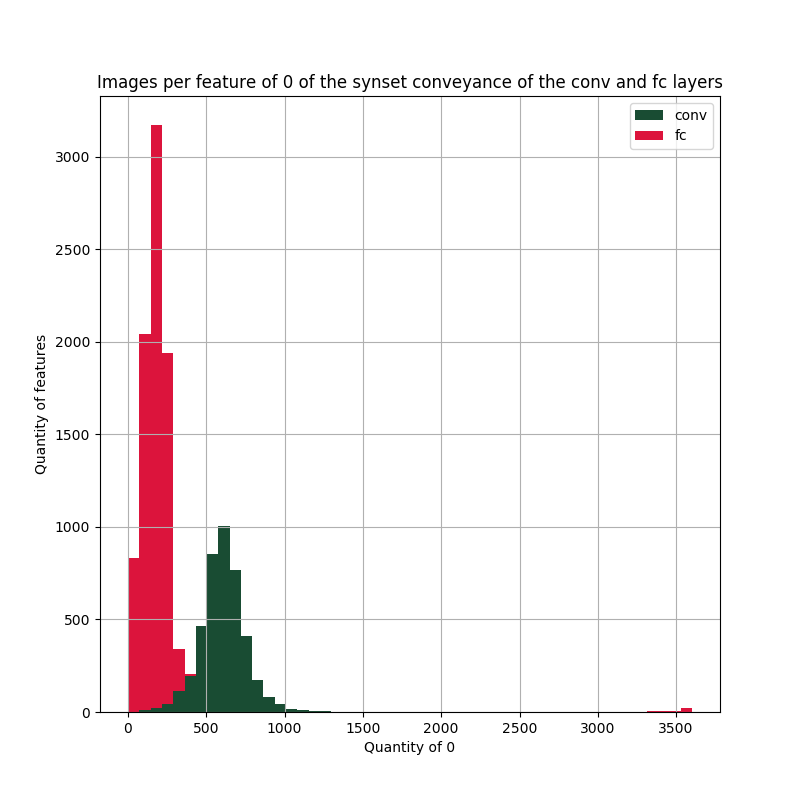 Images per feature of 0 of the synset conveyance of the conv and fc layers
conv
fc
Quantity of features
3000
2500
2000
1500
1000
500
0
0 500 1000 1500 2000 2500 3000 3500
Quantity of 0